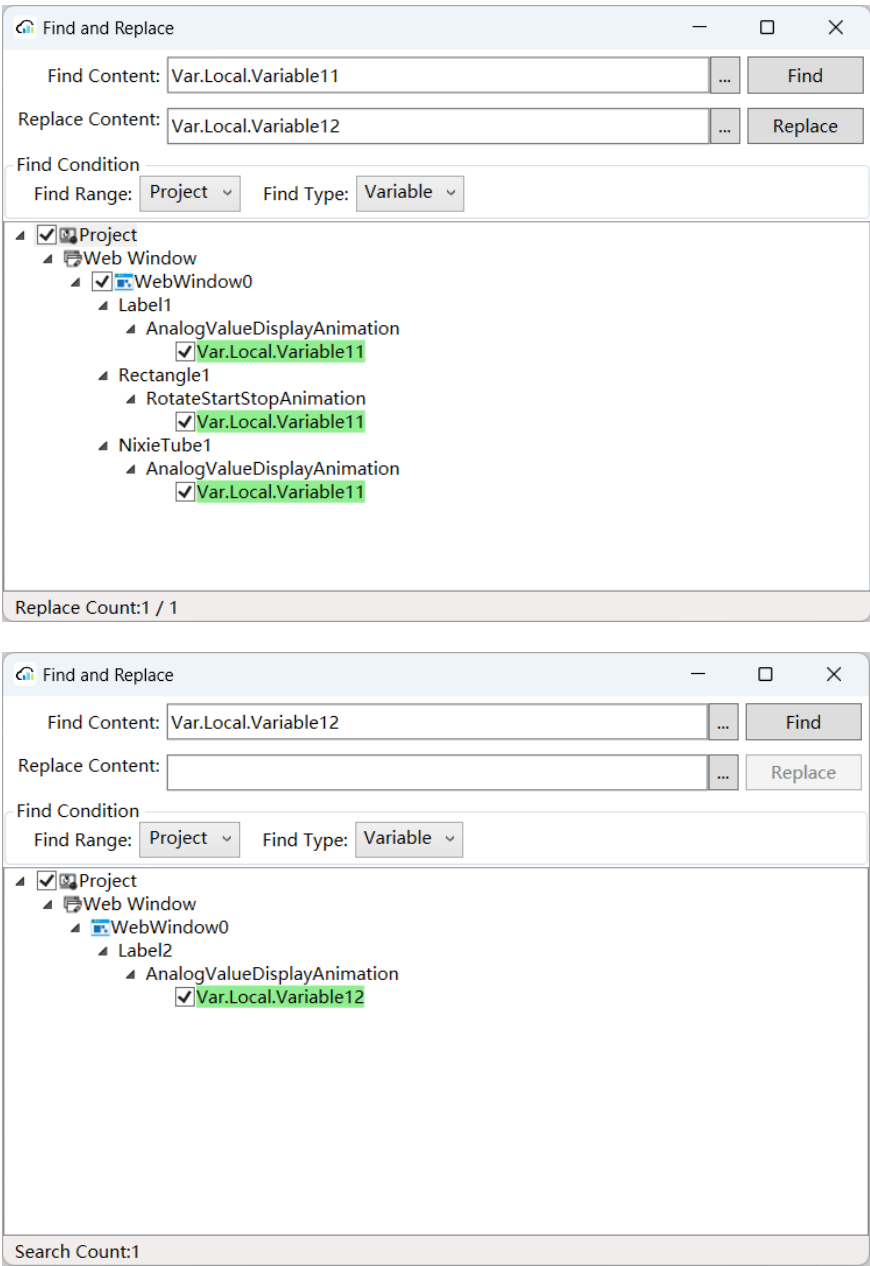 Find and Replace
Find Content: Var.Local.Variable11 ... Find
Replace Content: Var.Local.Variable12 ... Replace
Find Condition
Find Range: Project Find Type: Variable
Project
Web Window
WebWindow0
Label1
AnalogValueDisplayAnimation
Var.Local.Variable11
Rectangle1
RotateStartStopAnimation
Var.Local.Variable11
NixieTube1
AnalogValueDisplayAnimation
Var.Local.Variable11
Replace Count:1 / 1
Find and Replace
Find Content: Var.Local.Variable12 ... Find
Replace Content: ... Replace
Find Condition
Find Range: Project Find Type: Variable
Project
Web Window
WebWindow0
Label2
AnalogValueDisplayAnimation
Var.Local.Variable12
Search Count:1